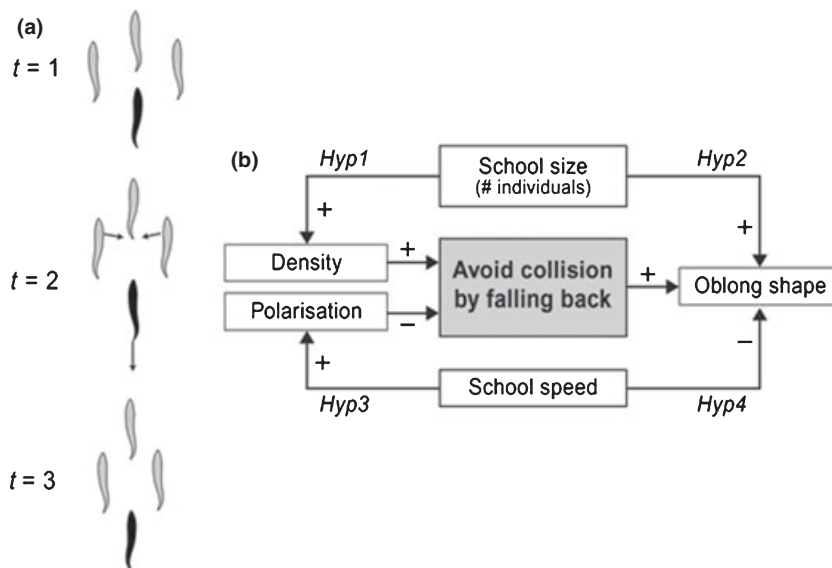 (a)
t = 1
t = 2
t = 3
(b)
Hyp1
School size
(# individuals)
Hyp2
+
+
Density
+
Avoid collision
by falling back
+
Oblong shape
Polarisation
–
+
–
Hyp3
School speed
Hyp4